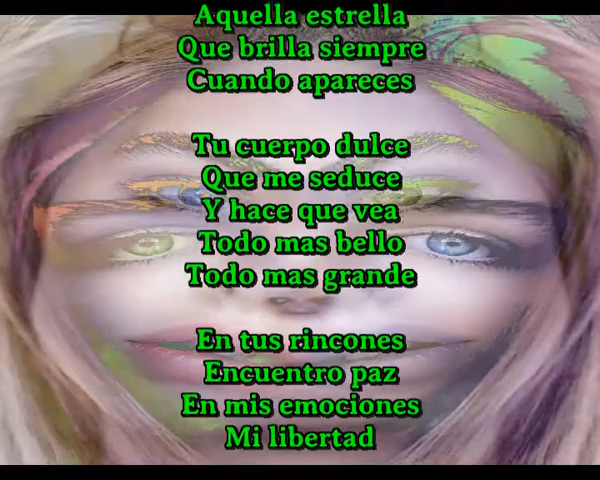 Aquella estrella
Que brilla siempre
Cuando apareces
Tu cuerpo dulce
Que me seduce
Y hace que vea
Todo mas bello
Todo mas grande
En tus rincones
Encuentro paz
En mis emociones
Mi libertad